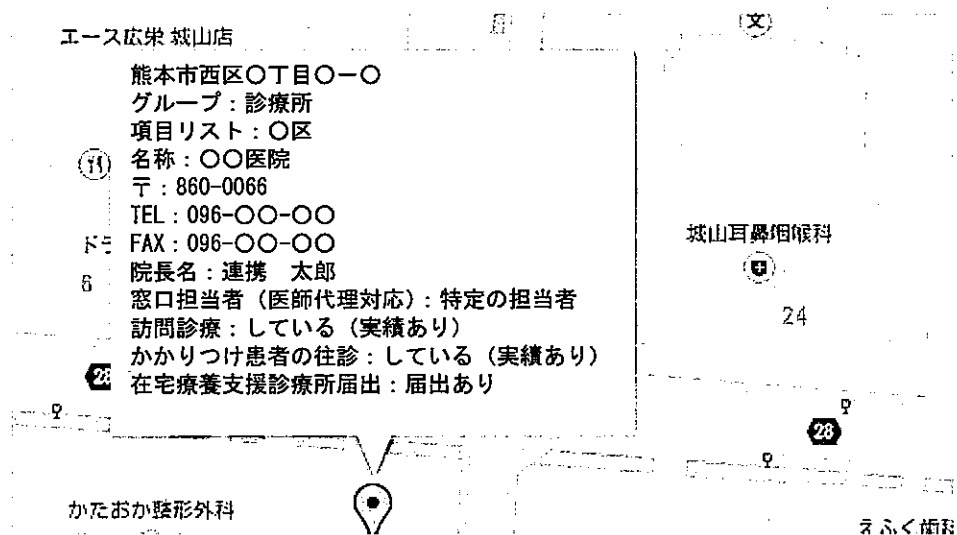 エース広栄 城山店
文
熊本市西区〇丁目〇ー〇
グループ：診療所
項目リスト：〇区
名称：〇〇医院
〒：860-0066
TEL：096-〇〇-〇〇
FAX：096-〇〇-〇〇
院長名：連携　太郎
窓口担当者（医師代理対応）：特定の担当者
訪問診療：している（実績あり）
かかりつけ患者の往診：している（実績あり）
在宅療養支援診療所届出：届出あり
城山耳鼻咽喉科
24
6
28
かたおか整形外科
えふく歯科